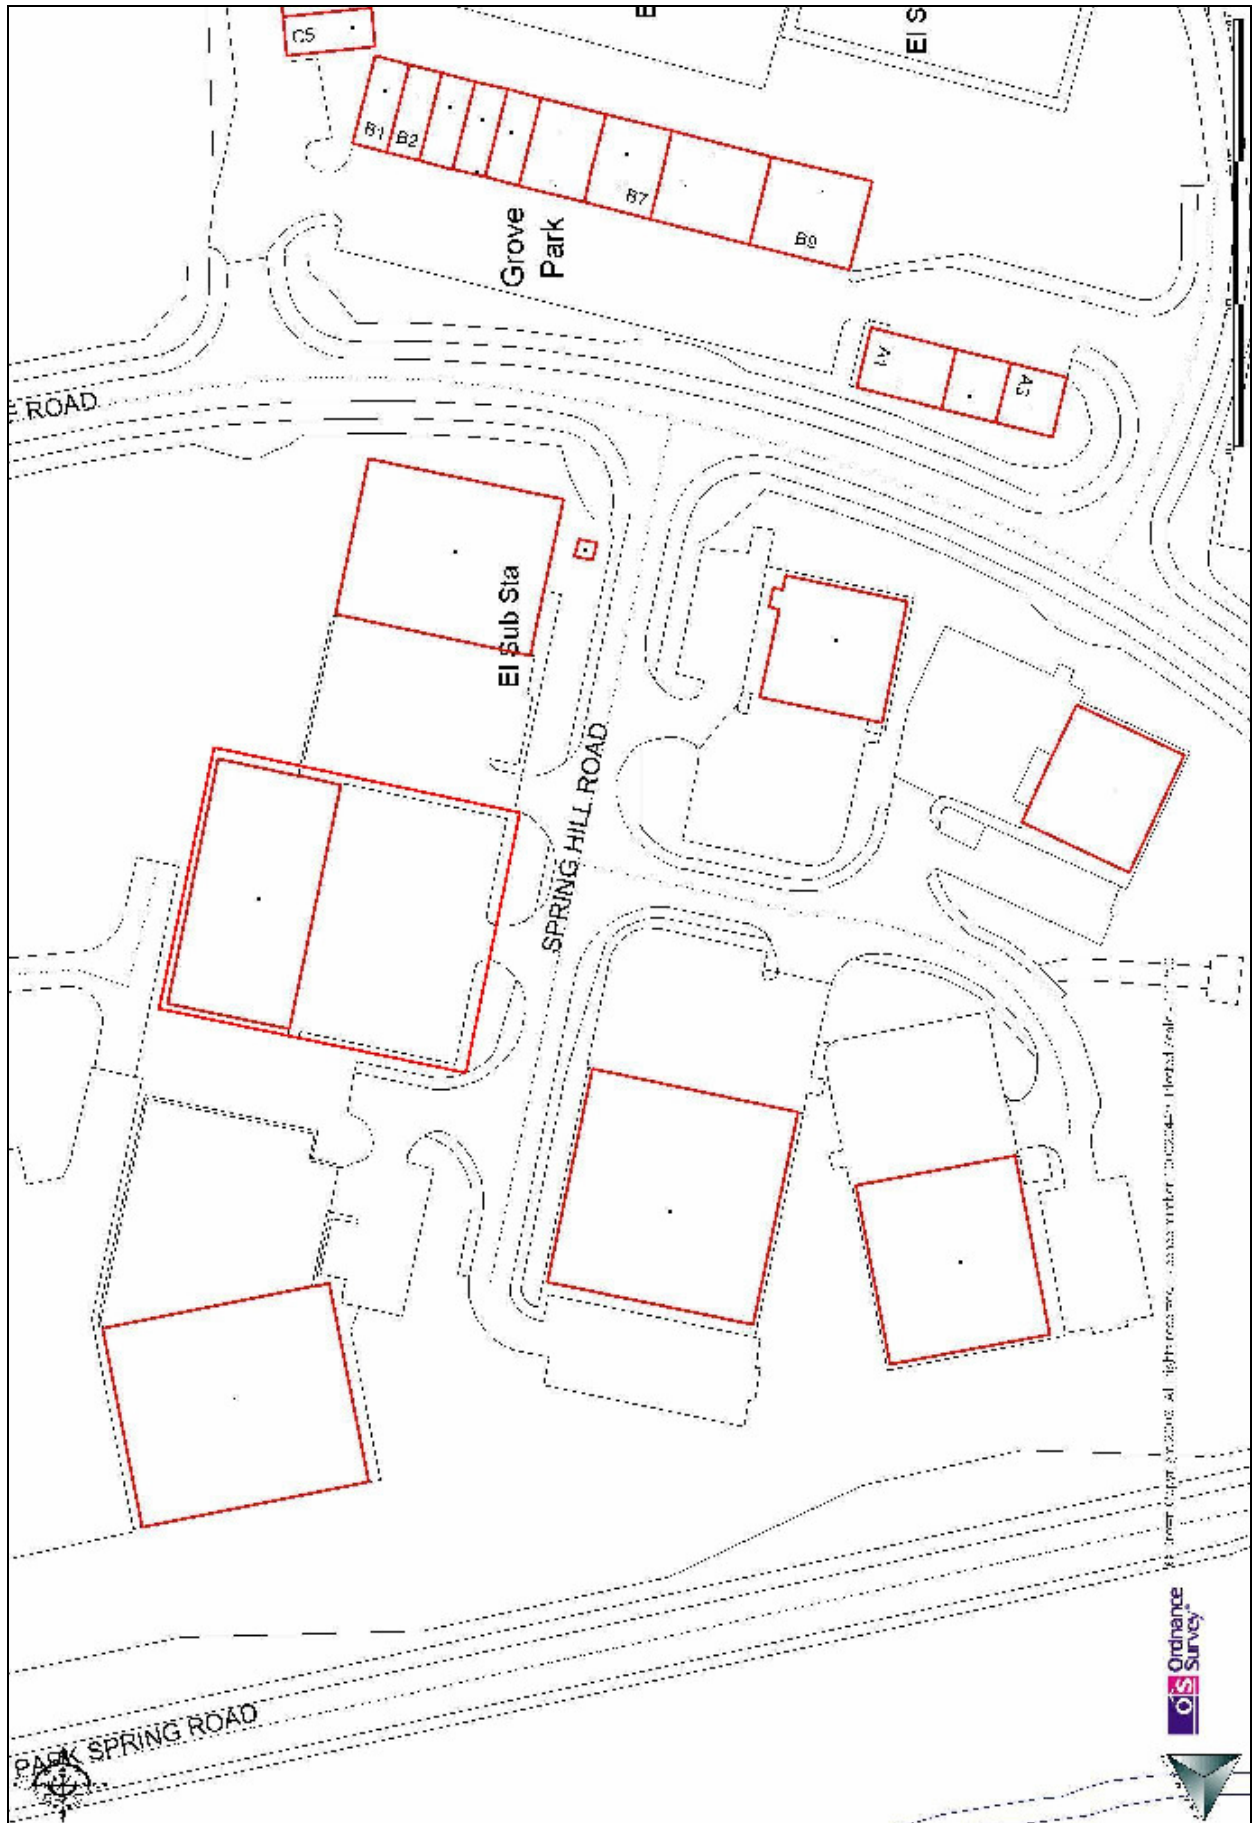 C5
B1
B2
B7
B9
Grove
Park
El S
A1
A3
ROAD
El Sub Sta
SPRING HILL ROAD
PARK SPRING ROAD
OS Ordnance
Survey®